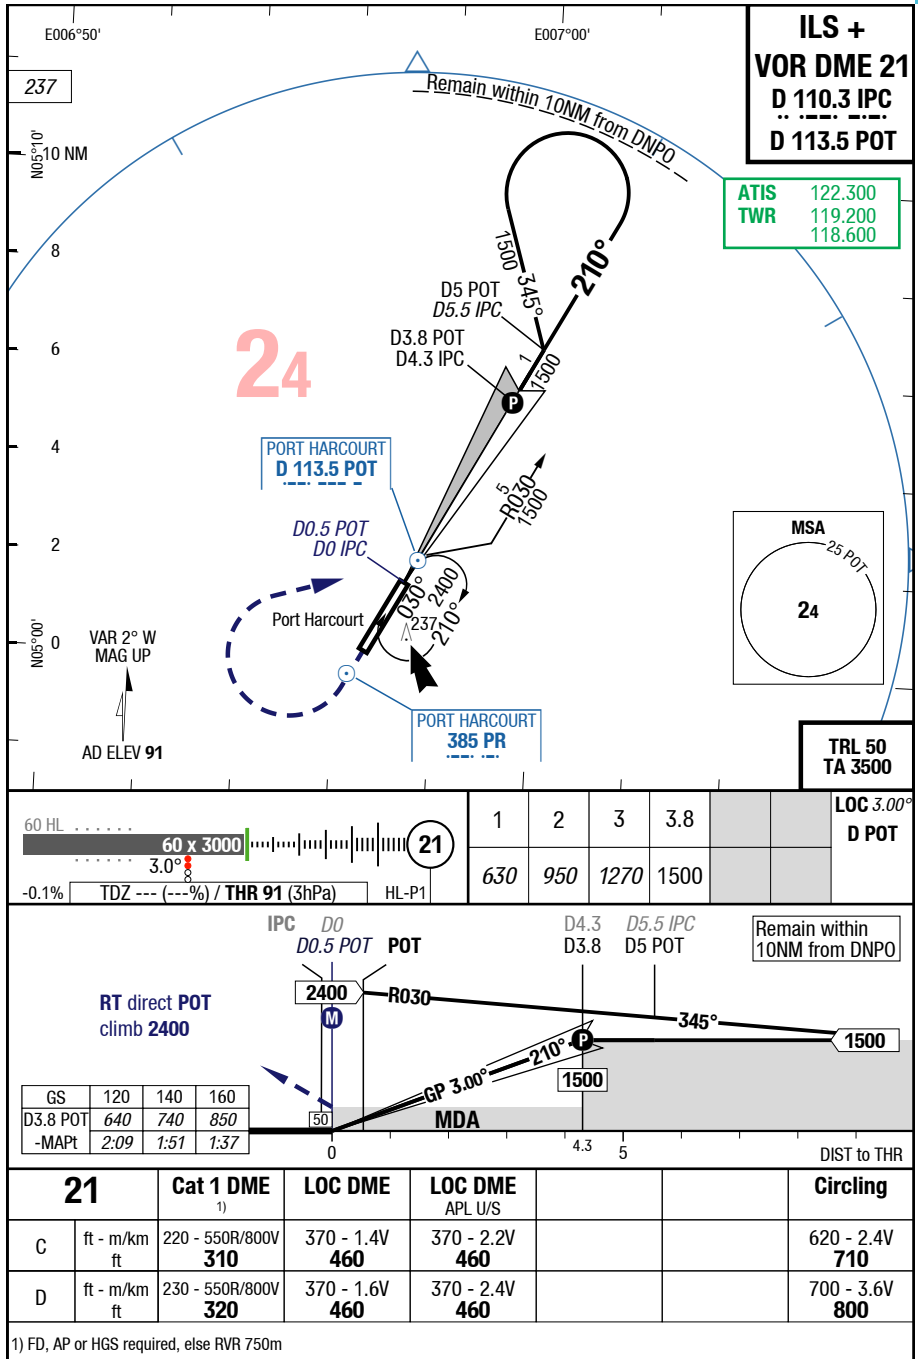 E006°50'
E007°00'
ILS +
VOR DME 21
D 110.3 IPC
D 113.5 POT
237
Remain within 10NM from DNPO
N05°10'
10 NM
ATIS 122.300
TWR 119.200
118.600
8
1500 345°
210°
D5 POT
D5.5 IPC
D3.8 POT
D4.3 IPC
6
24
1
1500
P
4
PORT HARCOURT
D 113.5 POT
5
R030
1500
D0.5 POT
D0 IPC
2
MSA
25 POT
24
030° 2400
210°
237
Port Harcourt
N05°00'
0
VAR 2° W
MAG UP
AD ELEV 91
PORT HARCOURT
385 PR
TRL 50
TA 3500
60 HL
60 x 3000
21
3.0°
-0.1%
TDZ --- (---%) / THR 91 (3hPa)
HL-P1
1 2 3 3.8
LOC 3.00°
D POT
630 950 1270 1500
IPC D0
D0.5 POT POT
D4.3 D5.5 IPC
D3.8 D5 POT
Remain within
10NM from DNPO
RT direct POT
climb 2400
2400
R030
M
345°
1500
P
GP 3.00° 210°
1500
50
MDA
GS 120 140 160
D3.8 POT 640 740 850
-MAPt 2:09 1:51 1:37
0
4.3
5
DIST to THR
21 Cat 1 DME LOC DME LOC DME Circling
1) APL U/S
C ft - m/km 220 - 550R/800V 370 - 1.4V 370 - 2.2V 620 - 2.4V
ft 310 460 460 710
D ft - m/km 230 - 550R/800V 370 - 1.6V 370 - 2.4V 700 - 3.6V
ft 320 460 460 800
1) FD, AP or HGS required, else RVR 750m